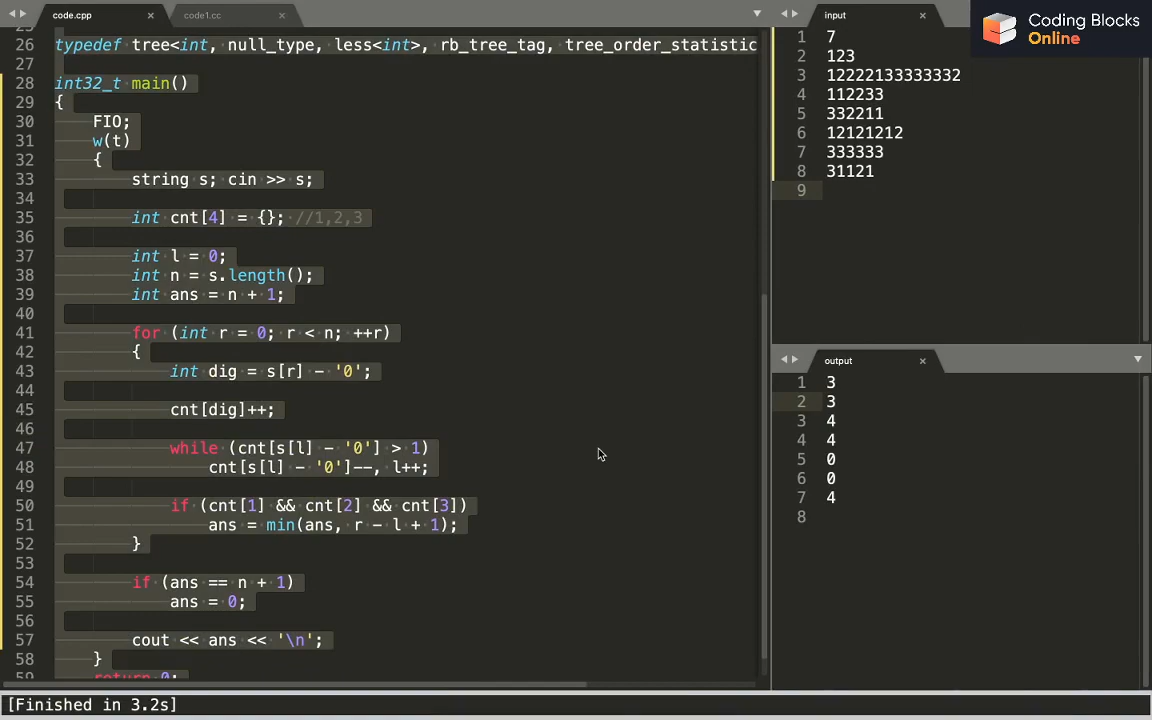 code.cpp
code1.cc
input
Coding Blocks
Online
26 typedef tree<int, null_type, less<int>, rb_tree_tag, tree_order_statistic
27
28 int32_t main()
29 {
30 FIO;
31 w(t)
32 {
33 string s; cin >> s;
34
35 int cnt[4] = {}; //1,2,3
36
37 int l = 0;
38 int n = s.length();
39 int ans = n + 1;
40
41 for (int r = 0; r < n; ++r)
42 {
43 int dig = s[r] - '0';
44
45 cnt[dig]++;
46
47 while (cnt[s[l] - '0'] > 1)
48 cnt[s[l] - '0']--, l++;
49
50 if (cnt[1] && cnt[2] && cnt[3])
51 ans = min(ans, r - l + 1);
52 }
53
54 if (ans == n + 1)
55 ans = 0;
56
57 cout << ans << '\n';
58 }
59 return 0;
1 7
2 123
3 12222133333332
4 112233
5 332211
6 12121212
7 333333
8 31121
9
output
1 3
2 3
3 4
4 4
5 0
6 0
7 4
8
[Finished in 3.2s]